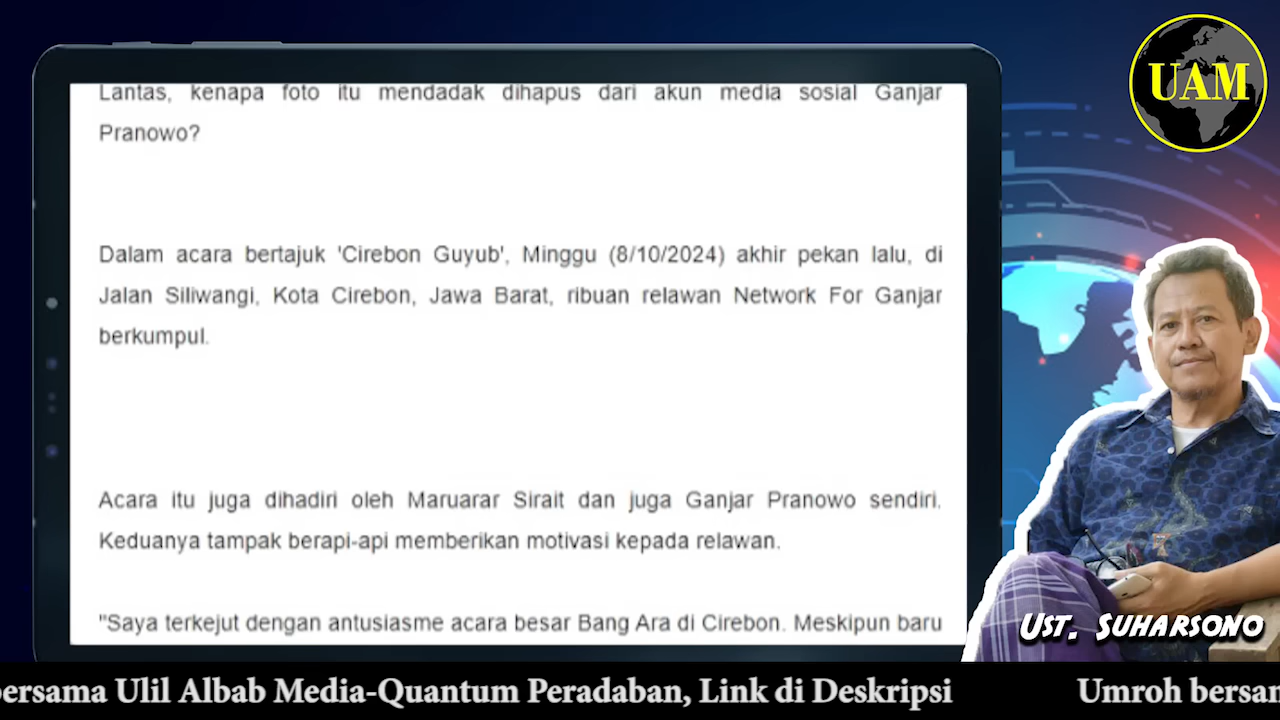 Lantas, kenapa foto itu mendadak dihapus dari akun media sosial Ganjar
Pranowo?
Dalam acara bertajuk 'Cirebon Guyub', Minggu (8/10/2024) akhir pekan lalu, di
Jalan Siliwangi, Kota Cirebon, Jawa Barat, ribuan relawan Network For Ganjar
berkumpul.
Acara itu juga dihadiri oleh Maruarar Sirait dan juga Ganjar Pranowo sendiri.
Keduanya tampak berapi-api memberikan motivasi kepada relawan.
"Saya terkejut dengan antusiasme acara besar Bang Ara di Cirebon. Meskipun baru
UAM
UST. SUHARSONO
bersama Ulil Albab Media-Quantum Peradaban, Link di Deskripsi
Umroh bersam